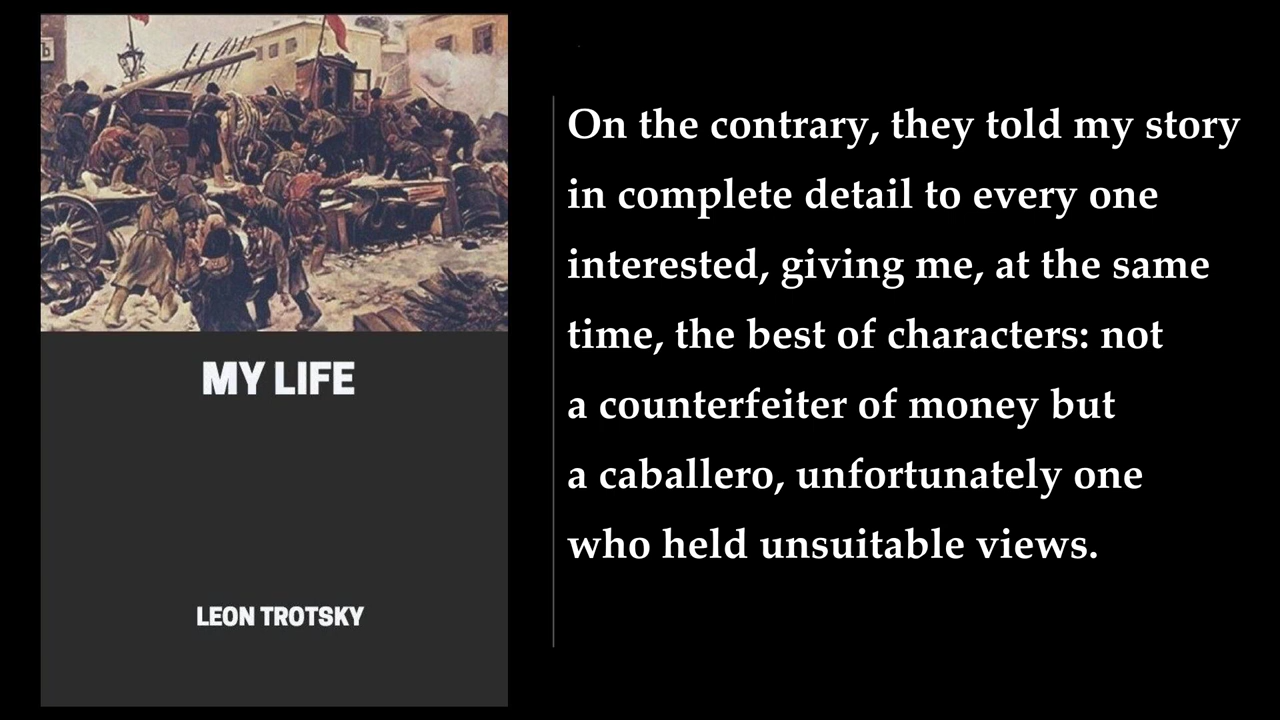 MY LIFE
LEON TROTSKY
On the contrary, they told my story
in complete detail to every one
interested, giving me, at the same
time, the best of characters: not
a counterfeiter of money but
a caballero, unfortunately one
who held unsuitable views.